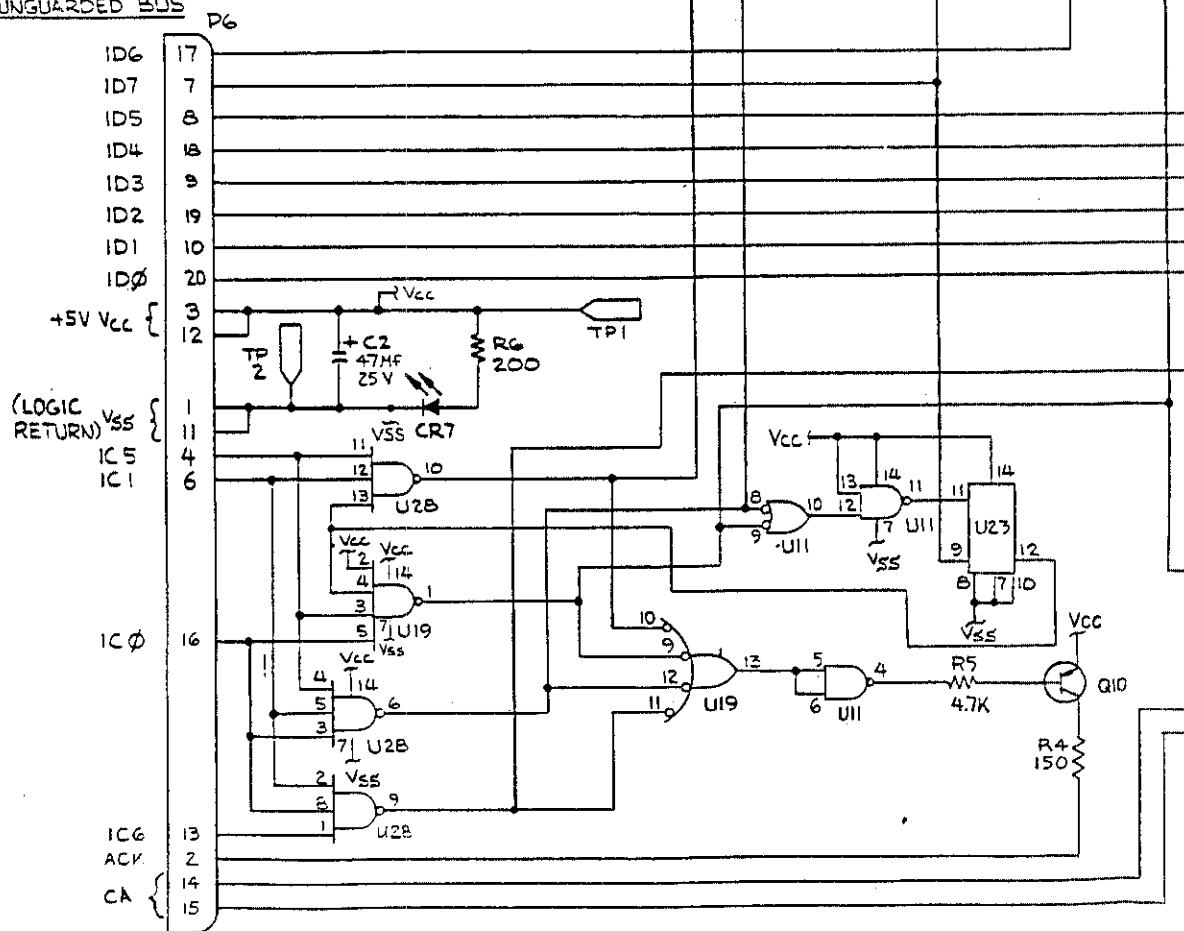 UNGUARDED BUS
P6
ID6 17
ID7 7
ID5 8
ID4 18
ID3 9
ID2 19
ID1 10
IDØ 20
+5V Vcc { 3
12
Vcc
TP1
TP
2
+ C2
47MF
25V
R6
200
(LOGIC
RETURN) VSS { 1
11
VSS CR7
IC5 4
IC1 6
11
12
13
10
U28
Vcc
2
Vcc
14
4
3
5
7
VSS
1
U19
ICØ 16
Vcc
14
4
5
3
7
6
U28
VSS
2
8
1
9
U28
IC6 13
ACK 2
CA { 14
15
Vcc
8
9
10
U11
14
13
12
7
11
U11
VSS
14
11
U23
9
12
8
7
10
VSS
10
9
12
11
13
U19
5
6
4
U11
R5
4.7K
Vcc
Q10
R4
150